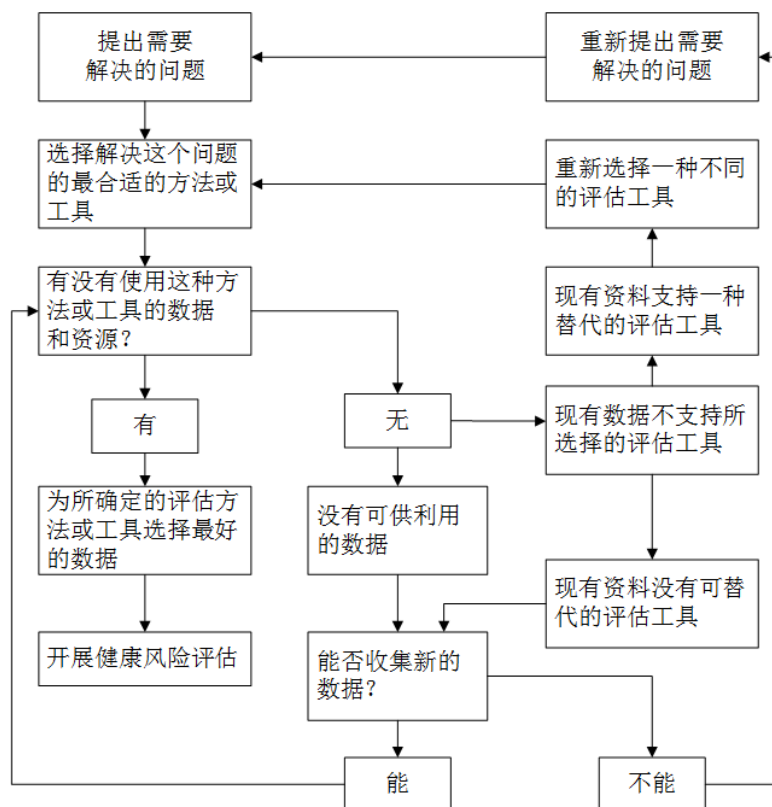 提出需要
解决的问题
重新提出需要
解决的问题
选择解决这个问题
的最合适的方法或
工具
重新选择一种不同
的评估工具
有没有使用这种方
法或工具的数据
和资源？
现有资料支持一种
替代的评估工具
有
无
现有数据不支持所
选择的评估工具
为所确定的评估方
法或工具选择最好
的数据
没有可供利用
的数据
现有资料没有可替
代的评估工具
开展健康风险评估
能否收集新的
数据？
能
不能